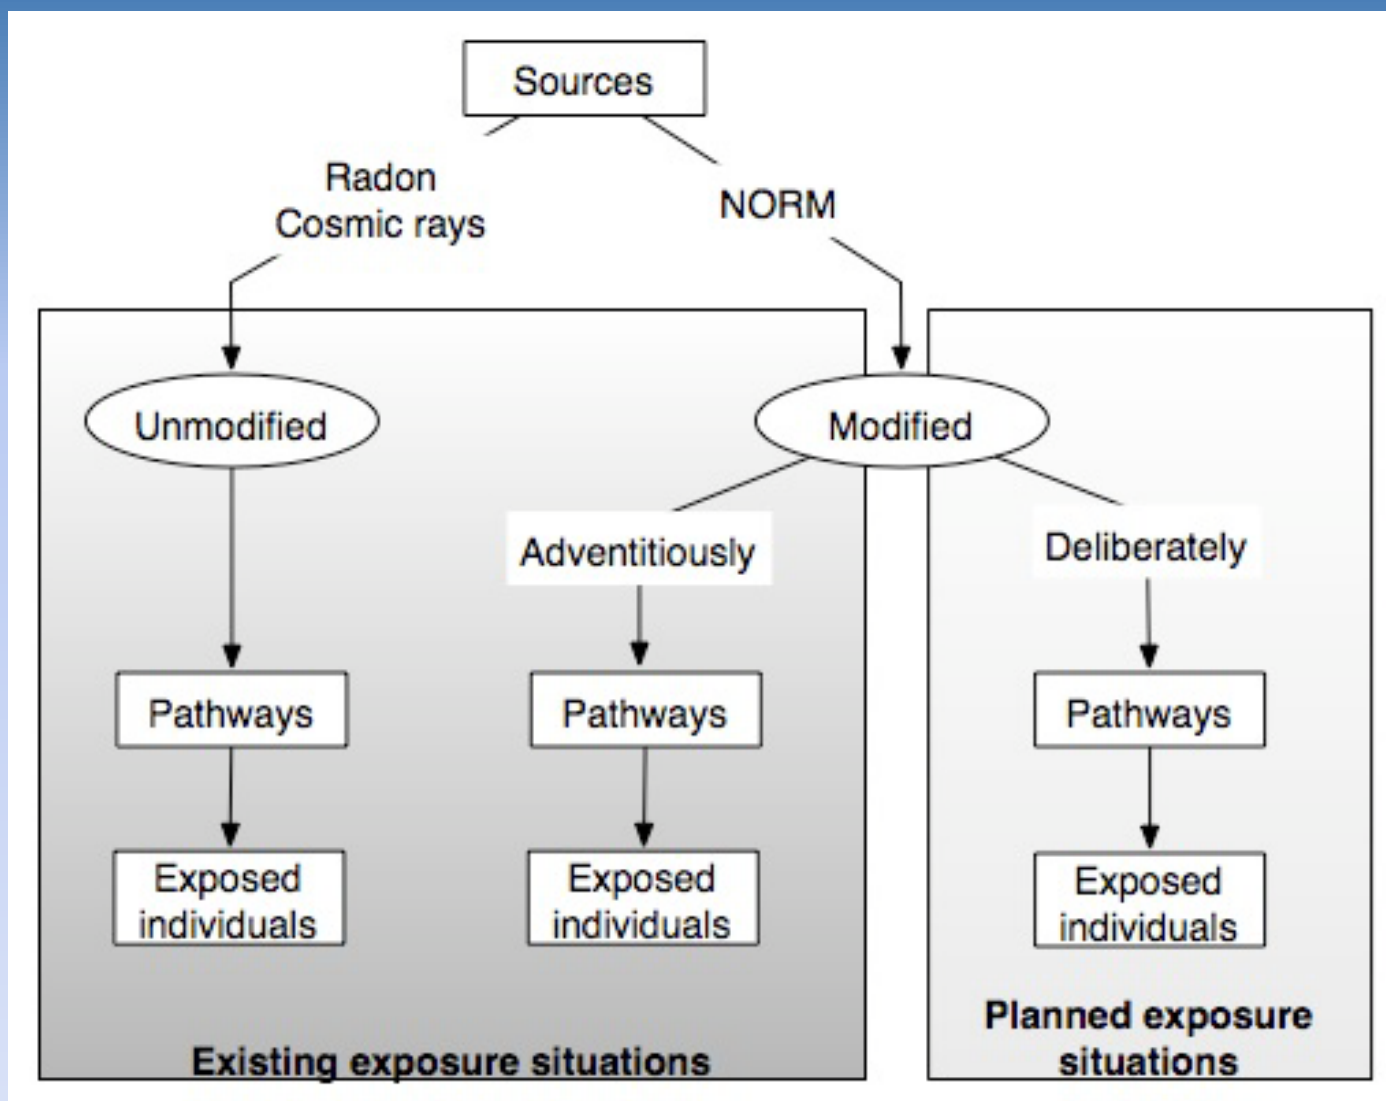 Sources
Radon
Cosmic rays
NORM
Unmodified
Modified
Adventitiously
Deliberately
Pathways
Pathways
Pathways
Exposed
individuals
Exposed
individuals
Exposed
individuals
Existing exposure situations
Planned exposure
situations